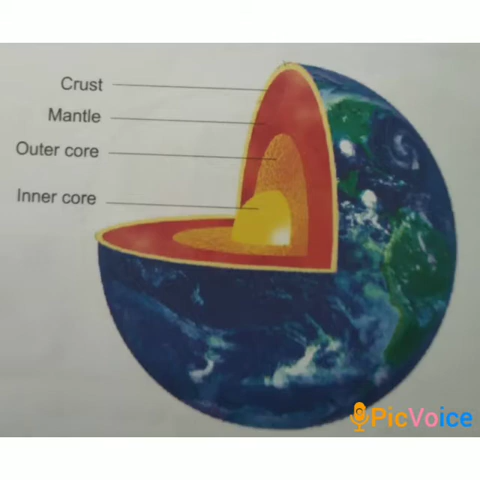 Crust
Mantle
Outer core
Inner core
PicVoice